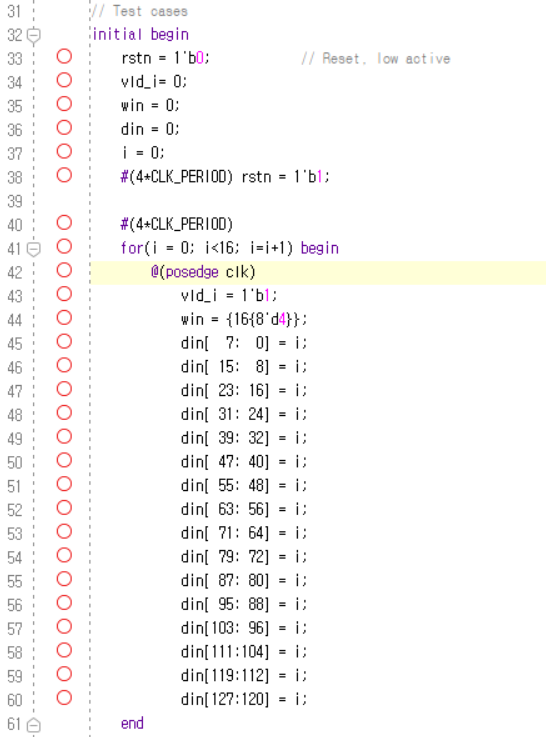 31 // Test cases
32 initial begin
33 rstn = 1'b0; // Reset, low active
34 vld_i= 0;
35 win = 0;
36 din = 0;
37 i = 0;
38 #(4*CLK_PERIOD) rstn = 1'b1;
39
40 #(4*CLK_PERIOD)
41 for(i = 0; i<16; i=i+1) begin
42 @(posedge clk)
43 vld_i = 1'b1;
44 win = {16{8'd4}};
45 din[  7:  0] = i;
46 din[ 15:  8] = i;
47 din[ 23: 16] = i;
48 din[ 31: 24] = i;
49 din[ 39: 32] = i;
50 din[ 47: 40] = i;
51 din[ 55: 48] = i;
52 din[ 63: 56] = i;
53 din[ 71: 64] = i;
54 din[ 79: 72] = i;
55 din[ 87: 80] = i;
56 din[ 95: 88] = i;
57 din[103: 96] = i;
58 din[111:104] = i;
59 din[119:112] = i;
60 din[127:120] = i;
61 end